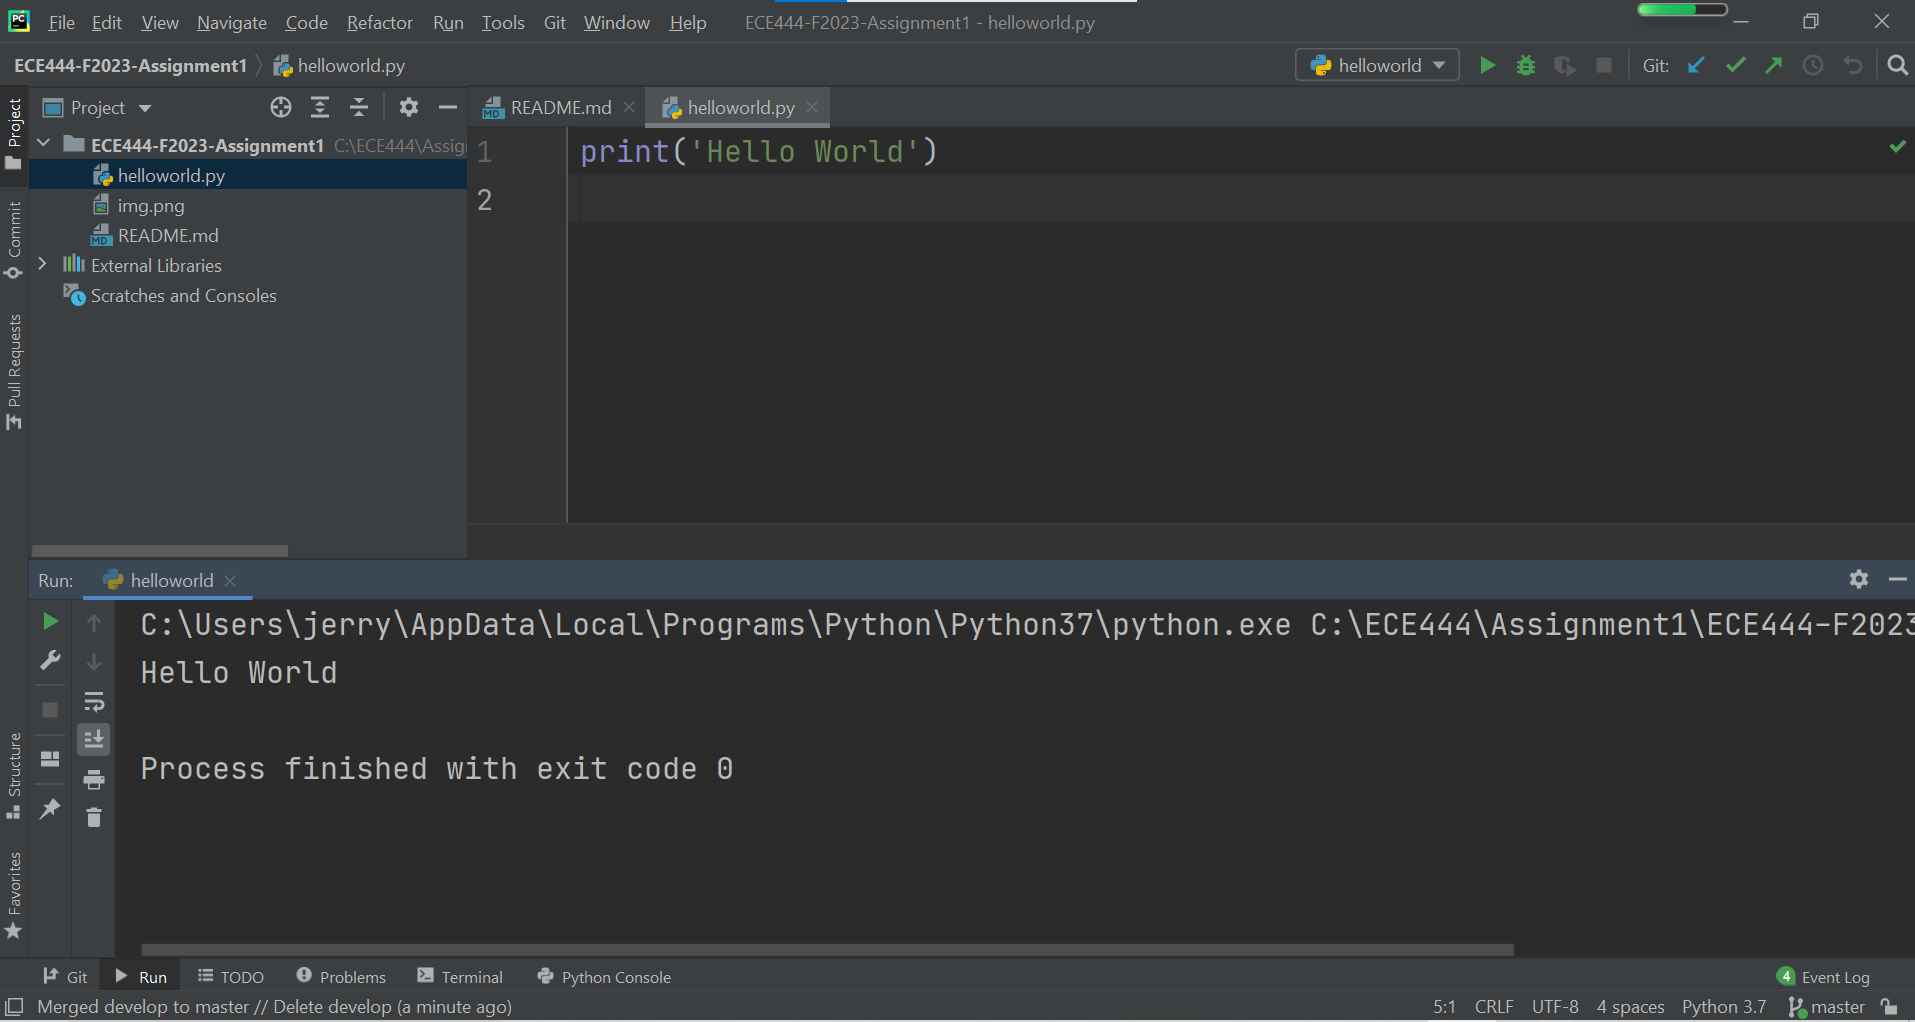 PC File Edit View Navigate Code Refactor Run Tools Git Window Help ECE444-F2023-Assignment1 - helloworld.py
ECE444-F2023-Assignment1 helloworld.py helloworld Git:
Project
Project
README.md
helloworld.py
ECE444-F2023-Assignment1 C:\ECE444\Assig
helloworld.py
img.png
README.md
External Libraries
Scratches and Consoles
Commit
Pull Requests
1 print('Hello World')
2
Run: helloworld
C:\Users\jerry\AppData\Local\Programs\Python\Python37\python.exe C:\ECE444\Assignment1\ECE444-F2023
Hello World
Process finished with exit code 0
Structure
Favorites
Git Run TODO Problems Terminal Python Console 4 Event Log
Merged develop to master // Delete develop (a minute ago) 5:1 CRLF UTF-8 4 spaces Python 3.7 master